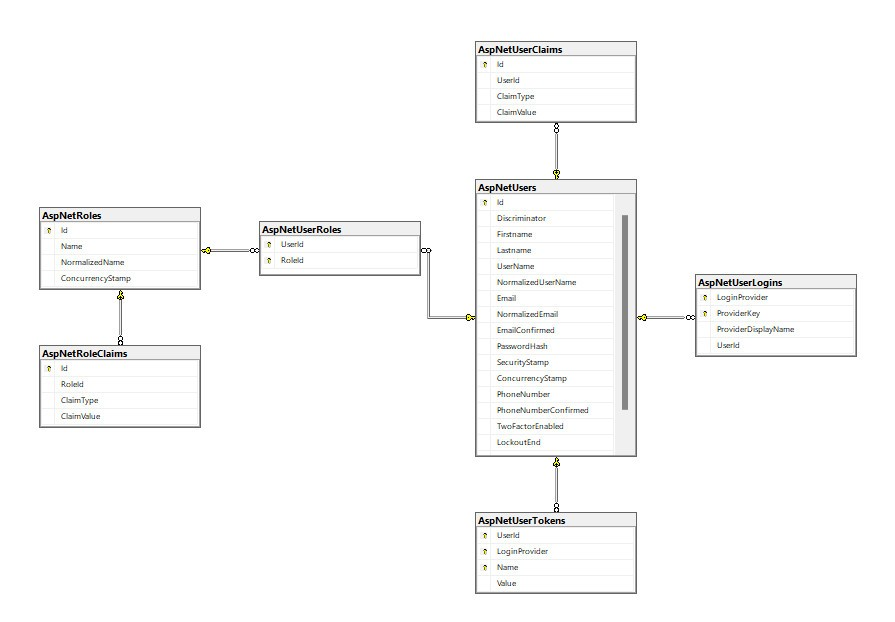 AspNetUserClaims
Id
UserId
ClaimType
ClaimValue
AspNetUsers
Id
Discriminator
Firstname
Lastname
UserName
NormalizedUserName
Email
NormalizedEmail
EmailConfirmed
PasswordHash
SecurityStamp
ConcurrencyStamp
PhoneNumber
PhoneNumberConfirmed
TwoFactorEnabled
LockoutEnd
AspNetRoles
Id
Name
NormalizedName
ConcurrencyStamp
AspNetUserRoles
UserId
RoleId
AspNetUserLogins
LoginProvider
ProviderKey
ProviderDisplayName
UserId
AspNetRoleClaims
Id
RoleId
ClaimType
ClaimValue
AspNetUserTokens
UserId
LoginProvider
Name
Value